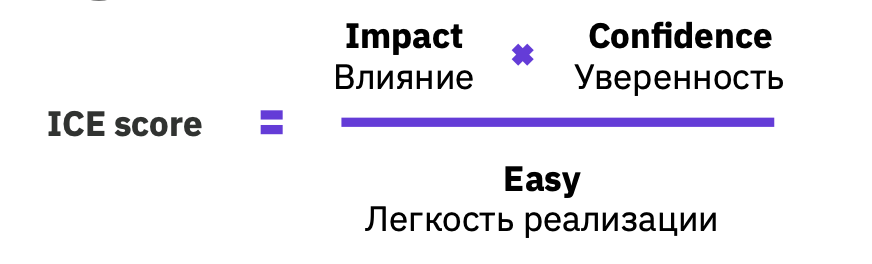 Impact
Влияние
✖
Confidence
Уверенность
ICE score
=
Easy
Легкость реализации